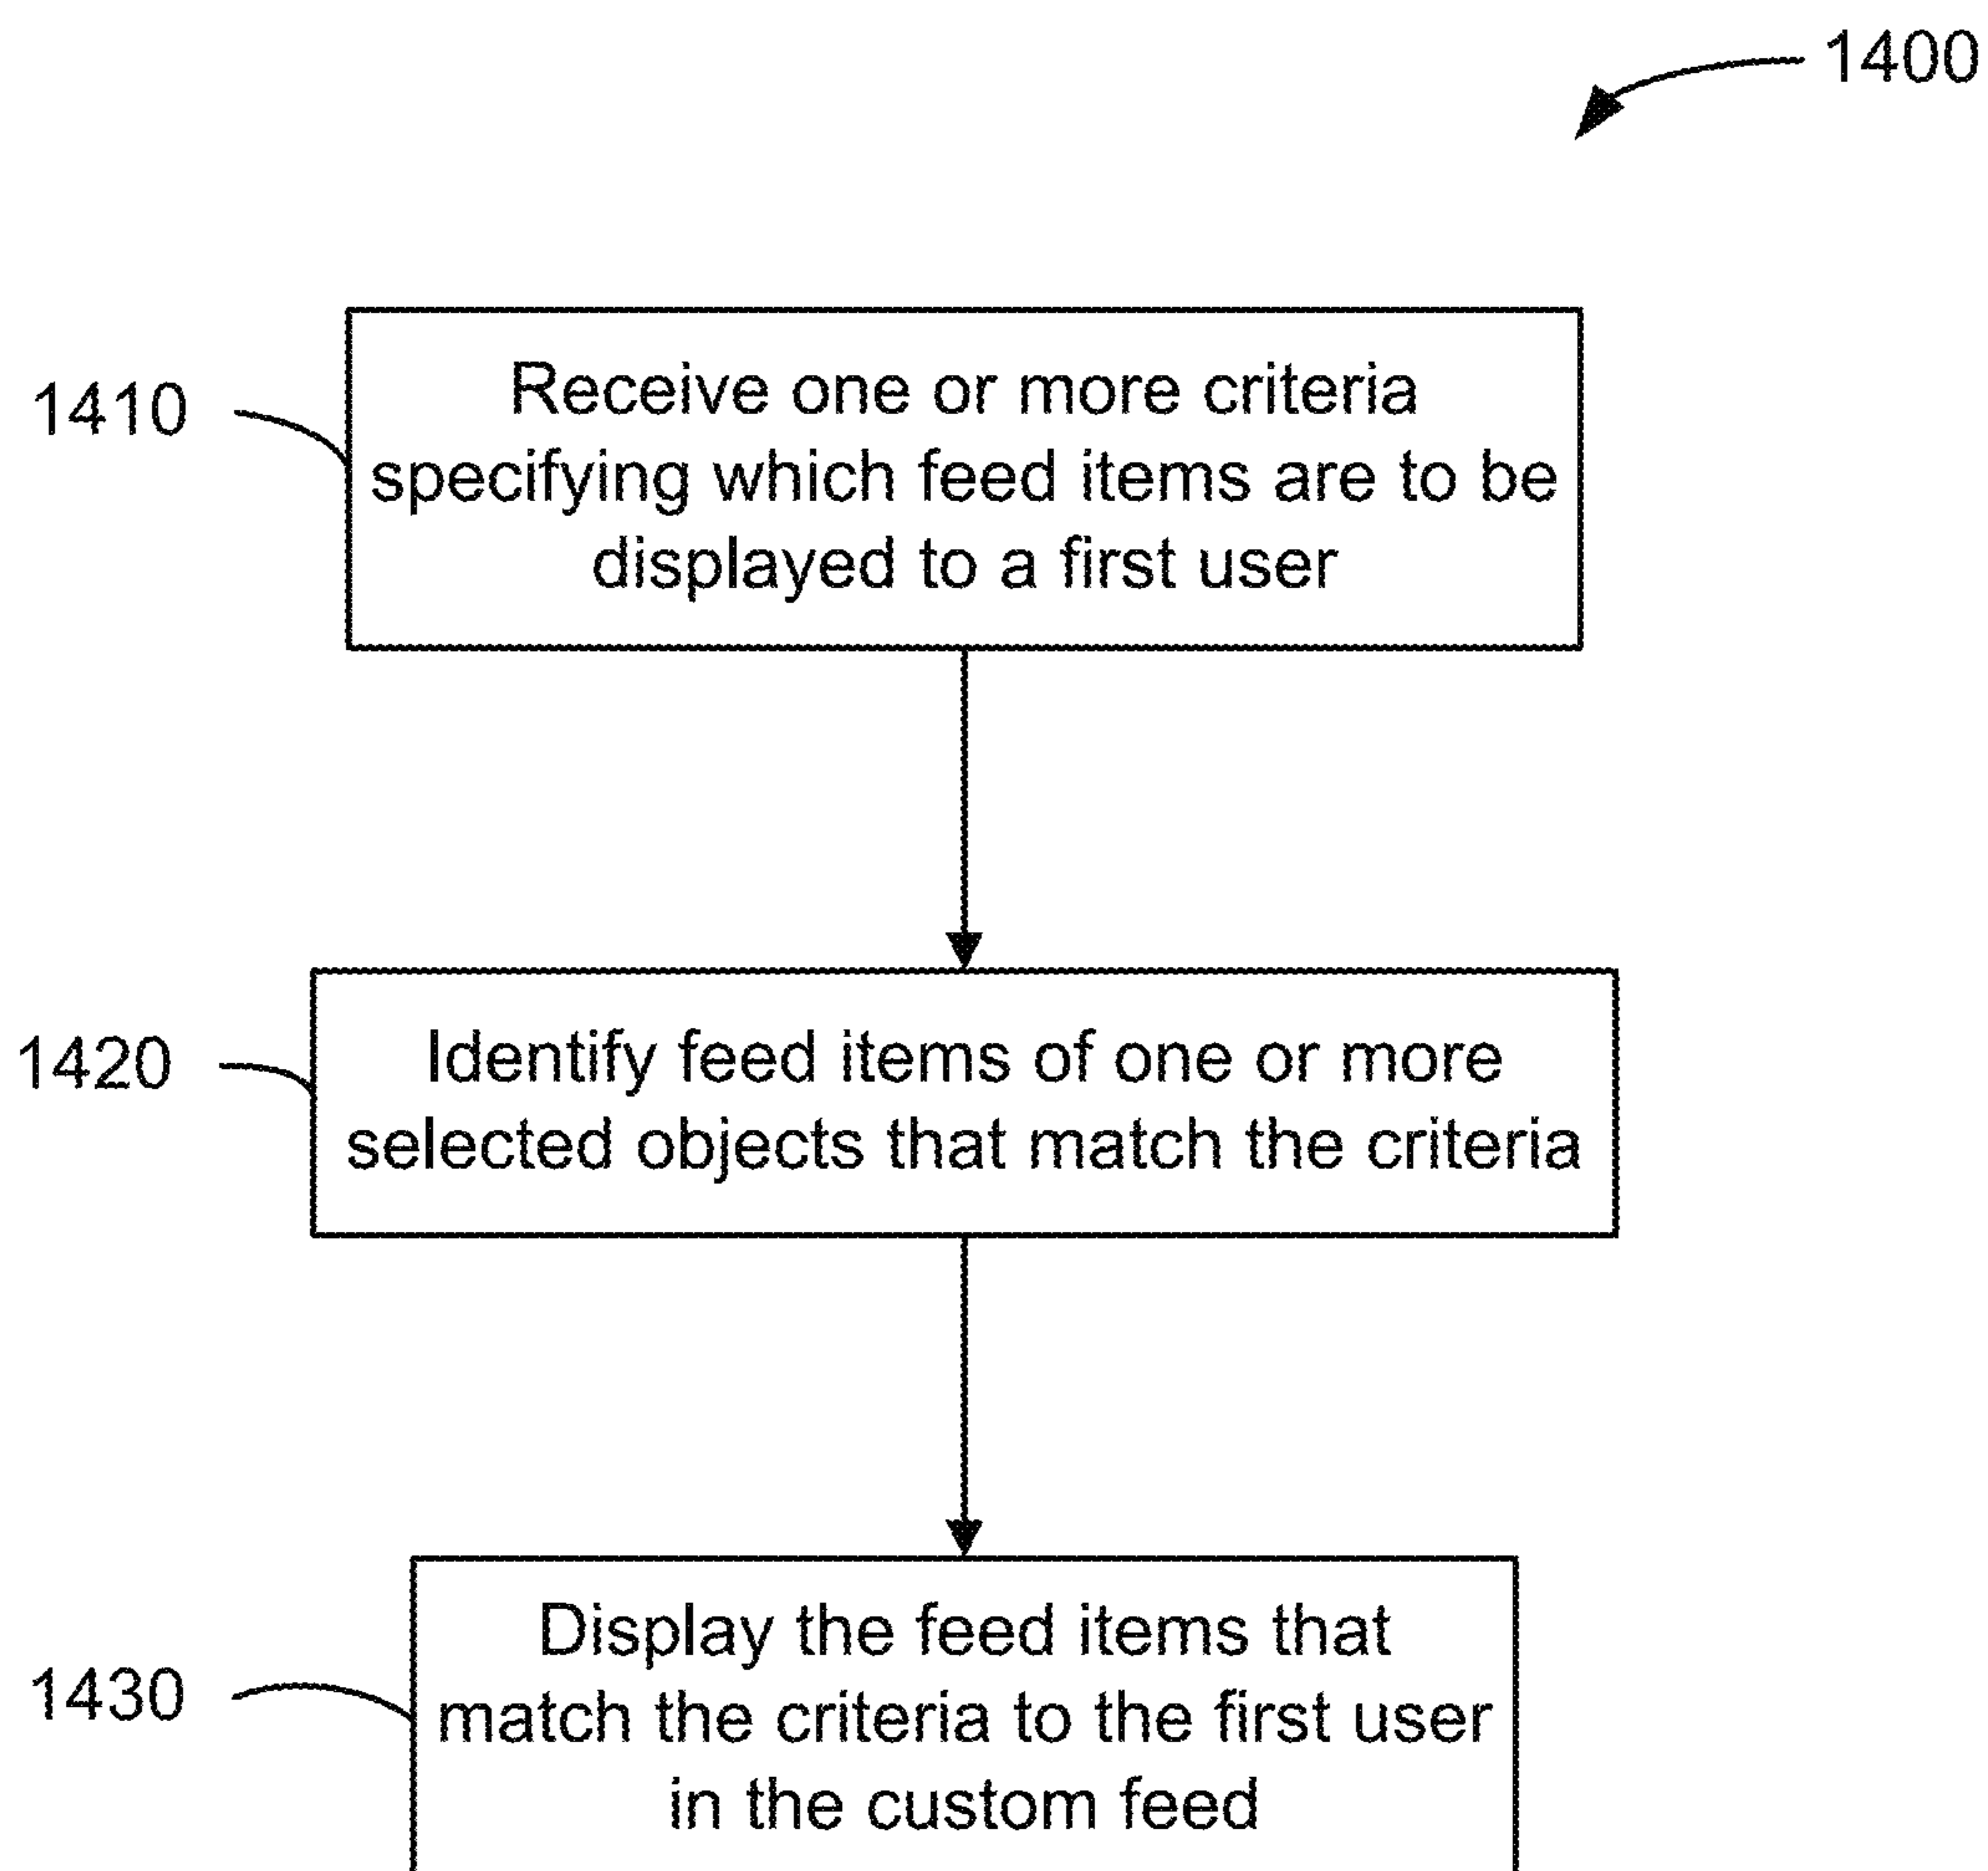 1400
1410
Receive one or more criteria
specifying which feed items are to be
displayed to a first user
1420
Identify feed items of one or more
selected objects that match the criteria
1430
Display the feed items that
match the criteria to the first user
in the custom feed